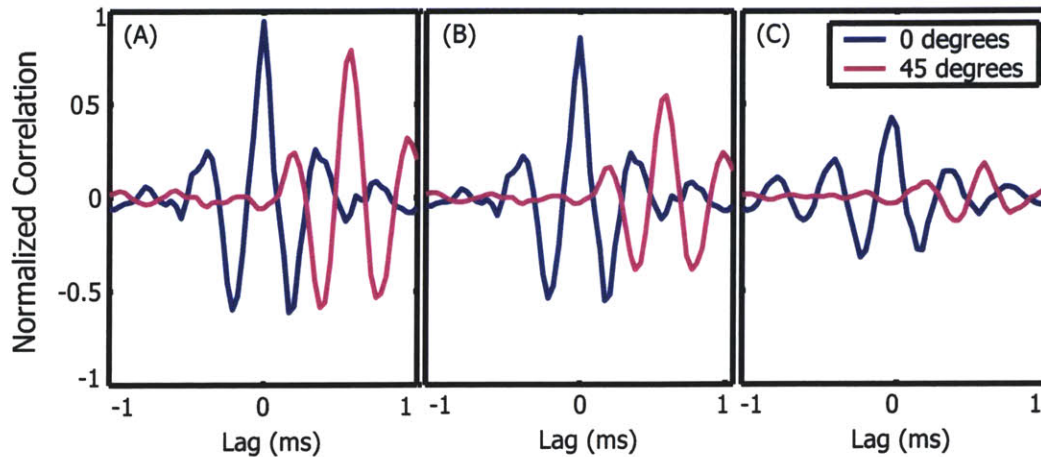 1
(A)
(B)
(C)
0 degrees
45 degrees
05
0
-0.5
-1
Normalized Correlation
-1 0 1
-1 0 1
-1 0 1
Lag (ms)
Lag (ms)
Lag (ms)